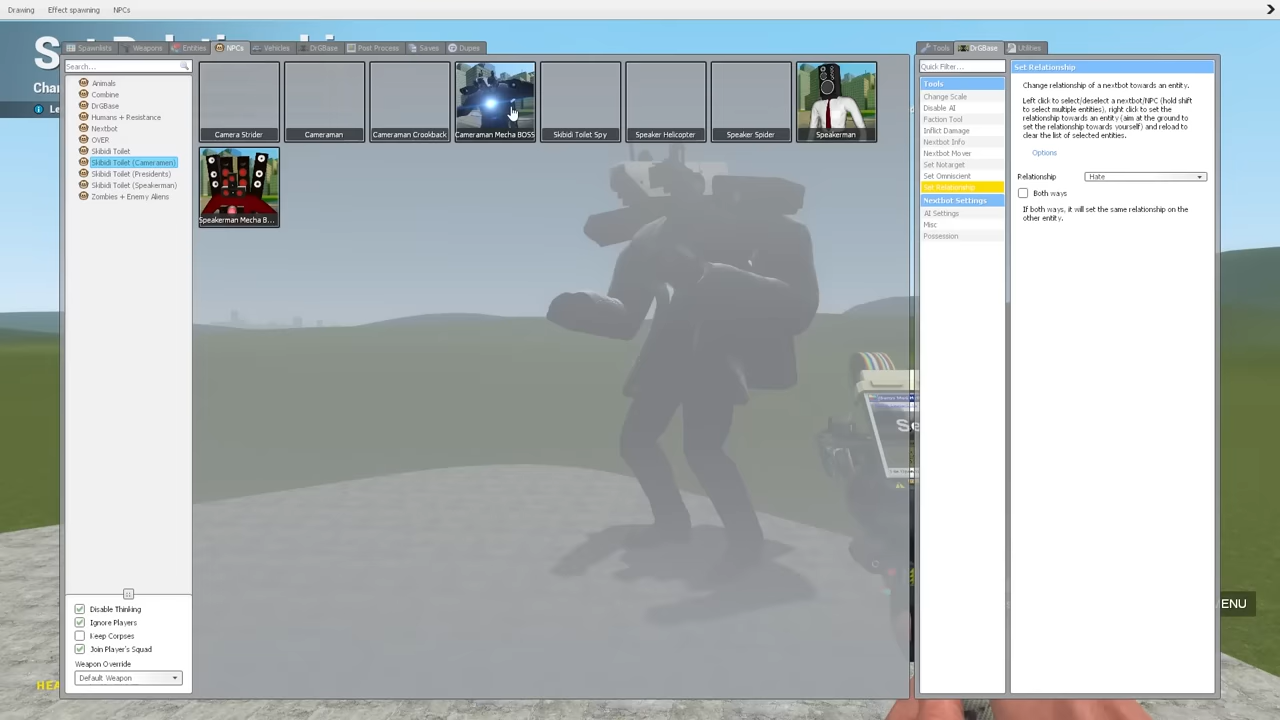 Drawing
Effect spawning
NPCs
Spawnlists
Weapons
Entities
NPCs
Vehicles
DrGBase
Post Process
Saves
Dupes
Tools
DrGBase
Utilities
Search...
Animals
Combine
DrGBase
Humans + Resistance
Nextbot
OVER
Skibidi Toilet
Skibidi Toilet (Cameramen)
Skibidi Toilet (Presidents)
Skibidi Toilet (Speakerman)
Zombies + Enemy Aliens
Camera Strider
Cameraman
Cameraman Crookback
Cameraman Mecha BOSS
Skibidi Toilet Spy
Speaker Helicopter
Speaker Spider
Speakerman
Speakerman Mecha B...
Disable Thinking
Ignore Players
Keep Corpses
Join Player's Squad
Weapon Override
Default Weapon
Quick Filter...
Tools
Change Scale
Disable AI
Faction Tool
Inflict Damage
Nextbot Info
Nextbot Mover
Set Notarget
Set Omniscient
Set Relationship
Nextbot Settings
AI Settings
Misc
Possession
Set Relationship
Change relationship of a nextbot towards an entity.
Left click to select/deselect a nextbot/NPC (hold shift
to select multiple entities), right click to set the
relationship towards an entity (aim at the ground to
set the relationship towards yourself) and reload to
clear the list of selected entities.
Options
Relationship
Hate
Both ways
If both ways, it will set the same relationship on the
other entity.
ENU